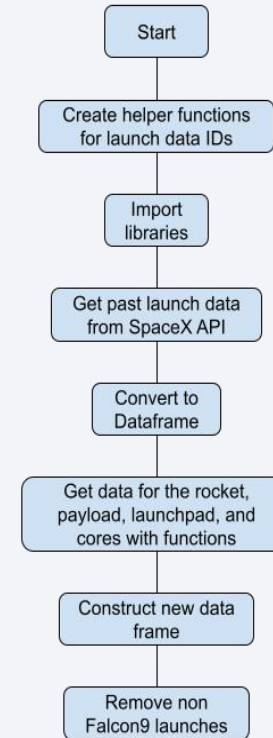 Start
Create helper functions
for launch data IDs
Import
libraries
Get past launch data
from SpaceX API
Convert to
Dataframe
Get data for the rocket,
payload, launchpad, and
cores with functions
Construct new data
frame
Remove non
Falcon9 launches